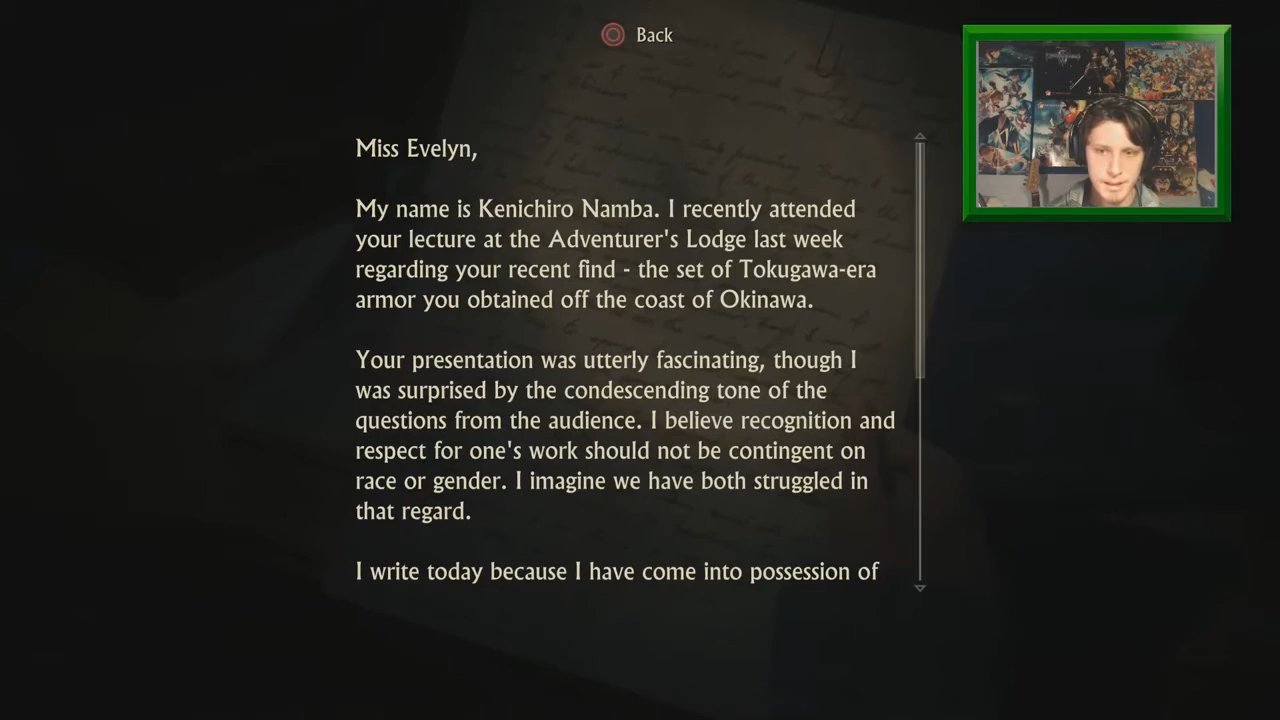 Back
Miss Evelyn,
My name is Kenichiro Namba. I recently attended
your lecture at the Adventurer's Lodge last week
regarding your recent find - the set of Tokugawa-era
armor you obtained off the coast of Okinawa.
Your presentation was utterly fascinating, though I
was surprised by the condescending tone of the
questions from the audience. I believe recognition and
respect for one's work should not be contingent on
race or gender. I imagine we have both struggled in
that regard.
I write today because I have come into possession of